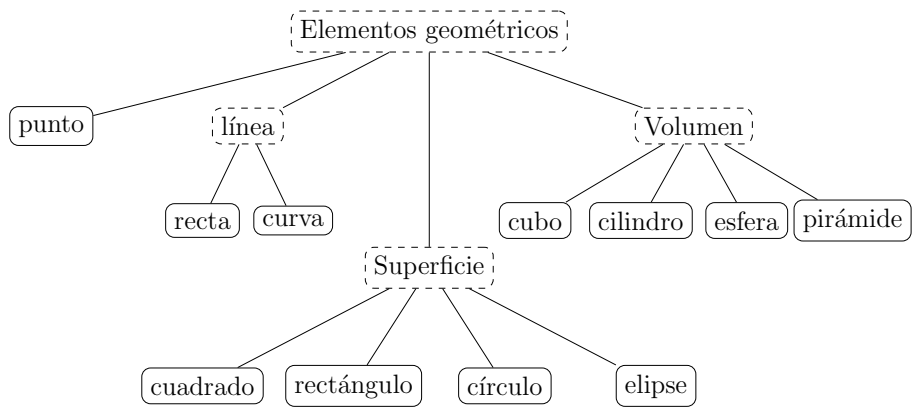 Elementos geométricos
punto
línea
Volumen
recta
curva
cubo
cilindro
esfera
pirámide
Superficie
cuadrado
rectángulo
círculo
elipse